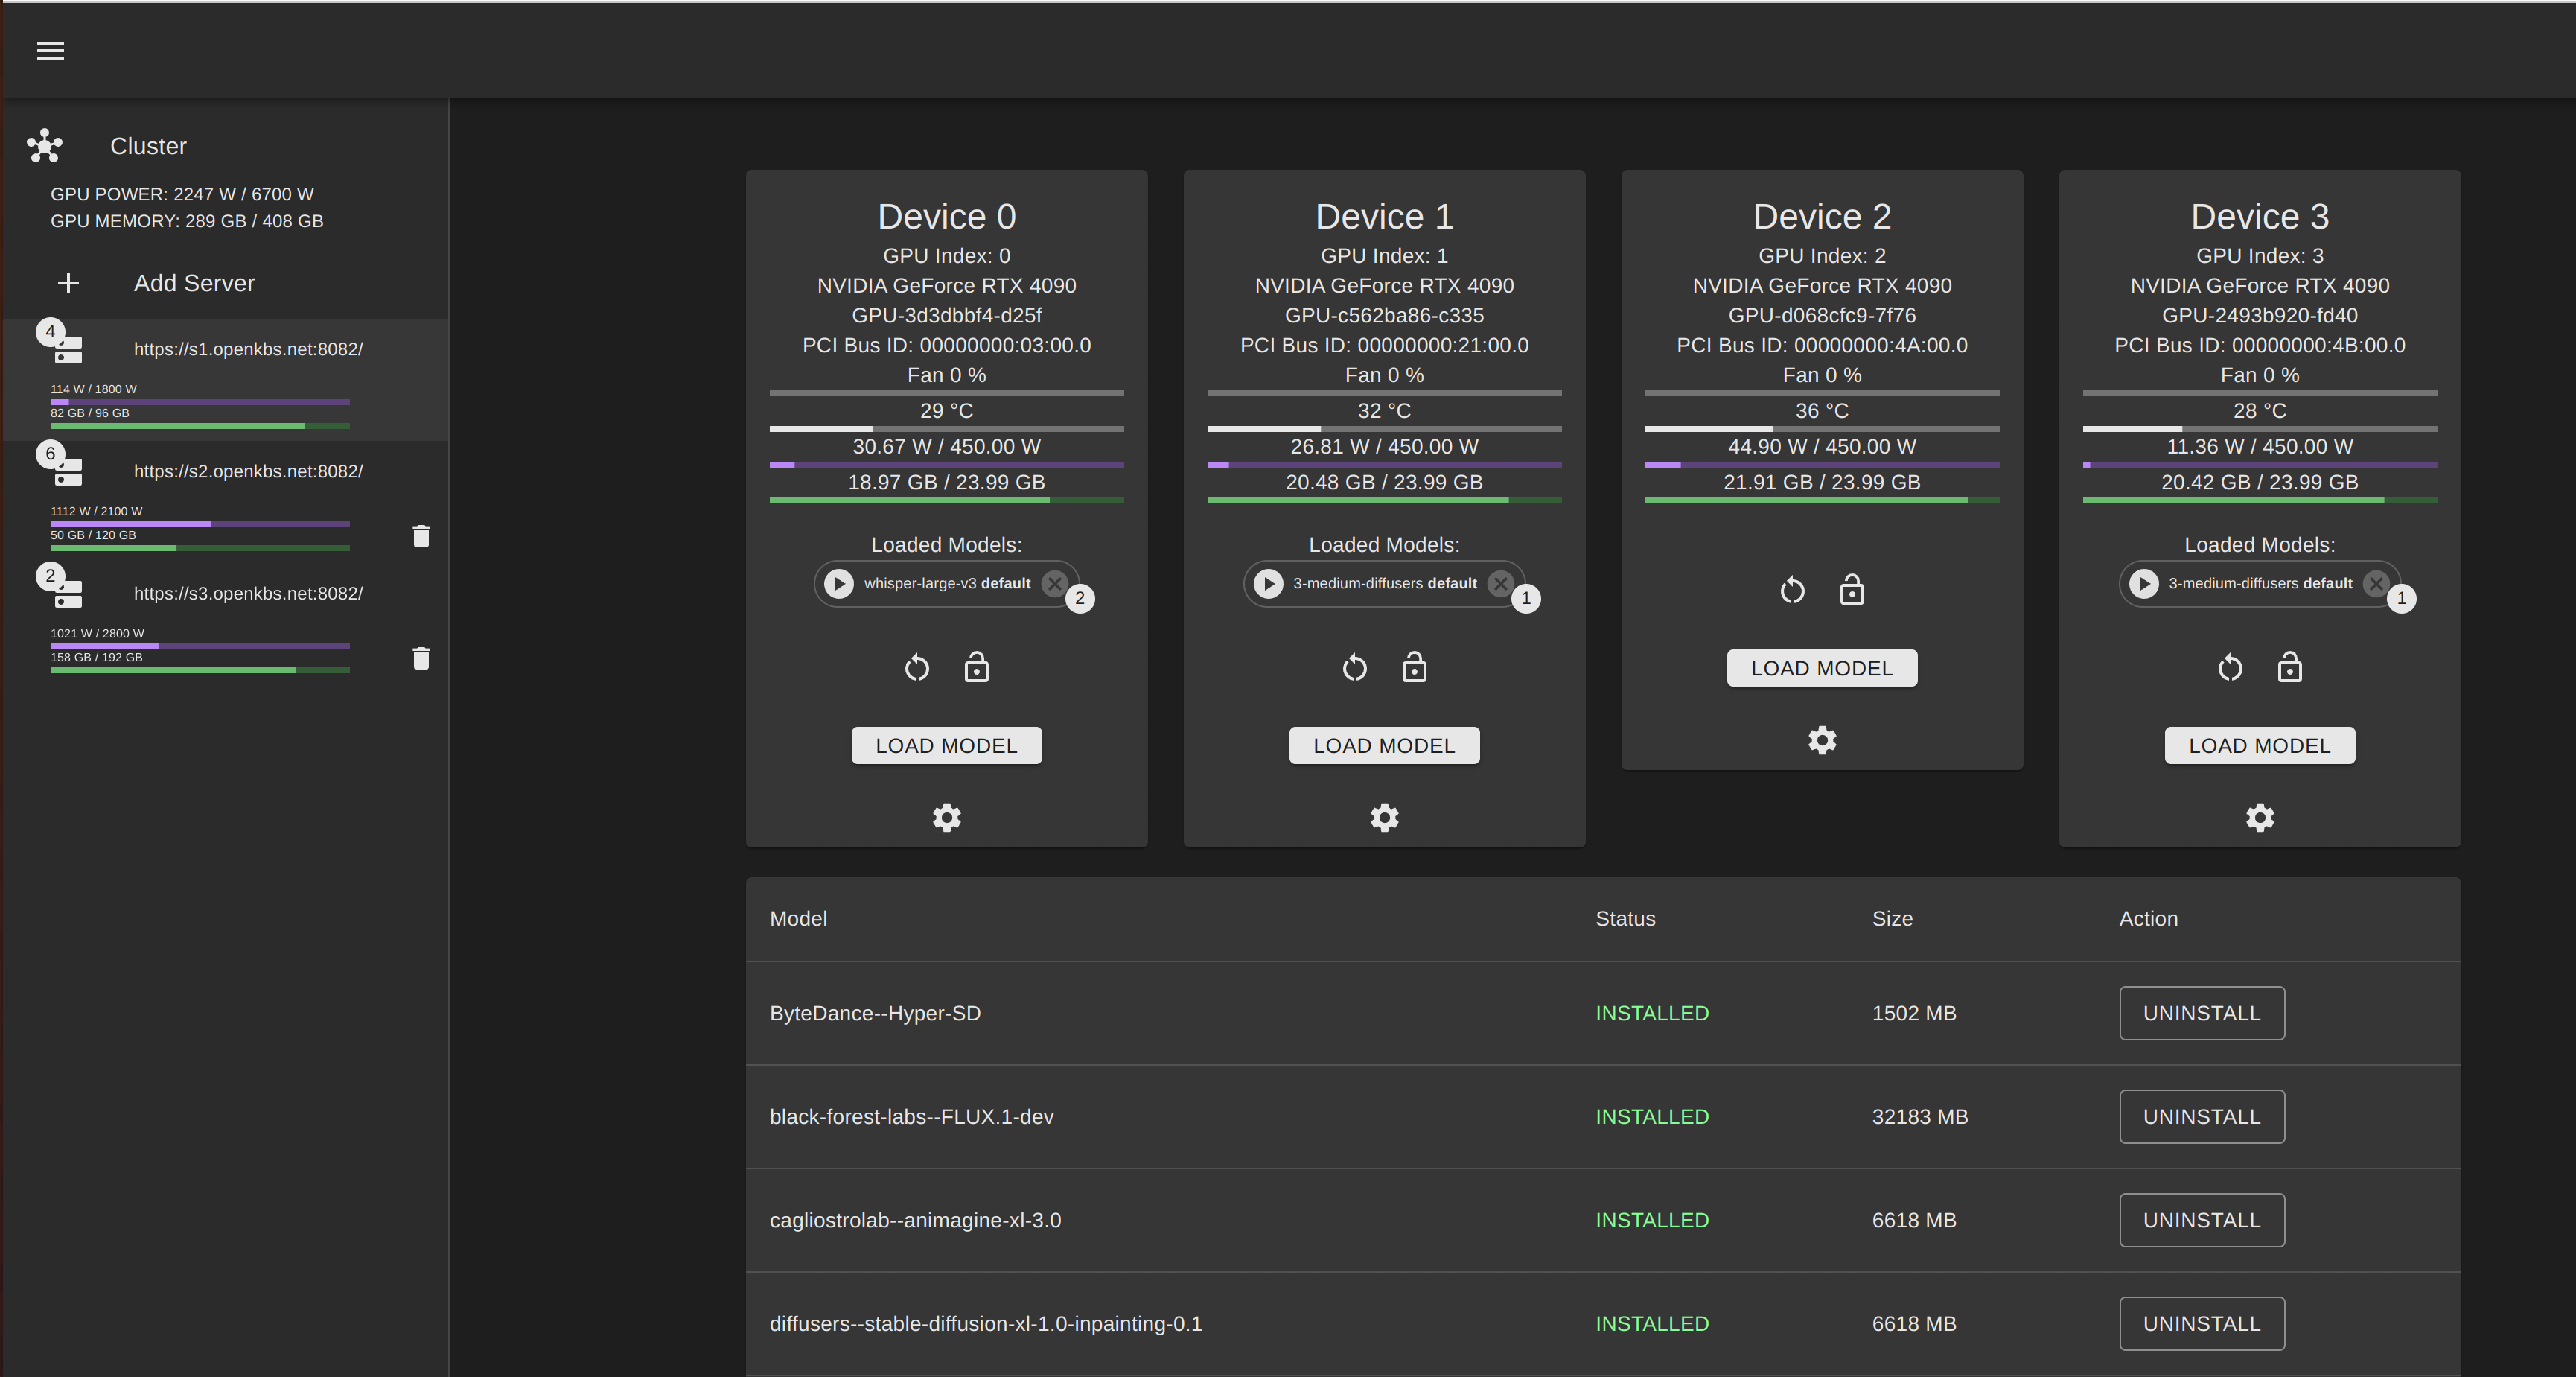 Cluster
GPU POWER: 2247 W / 6700 W
GPU MEMORY: 289 GB / 408 GB
Add Server
4
https://s1.openkbs.net:8082/
114 W / 1800 W
82 GB / 96 GB
6
https://s2.openkbs.net:8082/
1112 W / 2100 W
50 GB / 120 GB
2
https://s3.openkbs.net:8082/
1021 W / 2800 W
158 GB / 192 GB
Device 0
GPU Index: 0
NVIDIA GeForce RTX 4090
GPU-3d3dbbf4-d25f
PCI Bus ID: 00000000:03:00.0
Fan 0 %
29 °C
30.67 W / 450.00 W
18.97 GB / 23.99 GB
Loaded Models:
whisper-large-v3 default
2
LOAD MODEL
Device 1
GPU Index: 1
NVIDIA GeForce RTX 4090
GPU-c562ba86-c335
PCI Bus ID: 00000000:21:00.0
Fan 0 %
32 °C
26.81 W / 450.00 W
20.48 GB / 23.99 GB
Loaded Models:
3-medium-diffusers default
1
LOAD MODEL
Device 2
GPU Index: 2
NVIDIA GeForce RTX 4090
GPU-d068cfc9-7f76
PCI Bus ID: 00000000:4A:00.0
Fan 0 %
36 °C
44.90 W / 450.00 W
21.91 GB / 23.99 GB
LOAD MODEL
Device 3
GPU Index: 3
NVIDIA GeForce RTX 4090
GPU-2493b920-fd40
PCI Bus ID: 00000000:4B:00.0
Fan 0 %
28 °C
11.36 W / 450.00 W
20.42 GB / 23.99 GB
Loaded Models:
3-medium-diffusers default
1
LOAD MODEL
Model Status Size Action
ByteDance--Hyper-SD INSTALLED 1502 MB UNINSTALL
black-forest-labs--FLUX.1-dev INSTALLED 32183 MB UNINSTALL
cagliostrolab--animagine-xl-3.0 INSTALLED 6618 MB UNINSTALL
diffusers--stable-diffusion-xl-1.0-inpainting-0.1 INSTALLED 6618 MB UNINSTALL